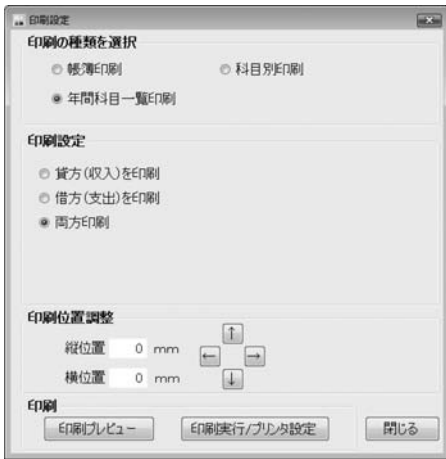 印刷設定
印刷の種類を選択
帳簿印刷 科目別印刷
年間科目一覧印刷
印刷設定
貸方(収入)を印刷
借方(支出)を印刷
両方印刷
印刷位置調整
縦位置 0 mm
横位置 0 mm
↑
← →
↓
印刷
印刷プレビュー 印刷実行/プリンタ設定 閉じる